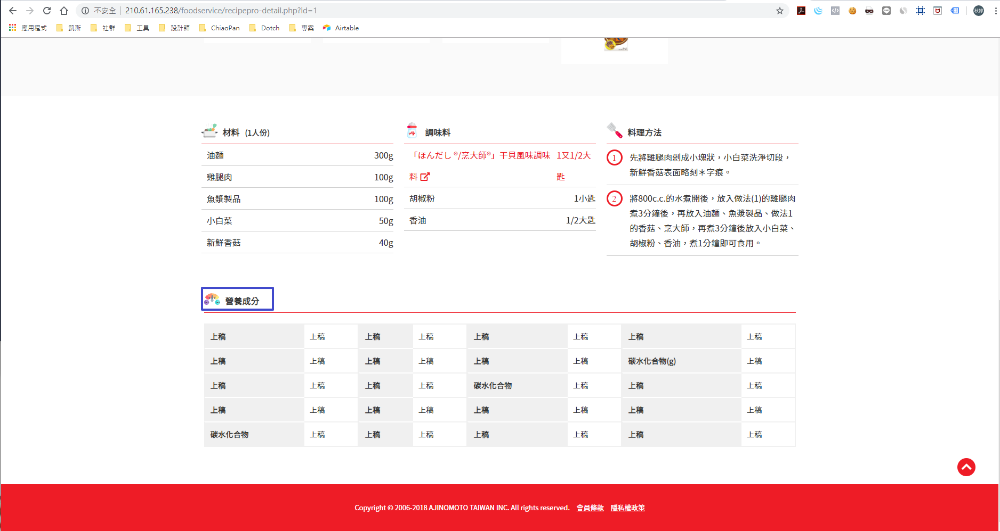 不安全 210.61.165.238/foodservice/recipepro-detail.php?id=1
應用程式 凱斯 社群 工具 設計師 ChiaoPan Dotch 專案 Airtable
秋婷
材料 (1人份)
油麵 300g
雞腿肉 100g
魚漿製品 100g
小白菜 50g
新鮮香菇 40g
調味料
「ほんだし ®/烹大師®」干貝風味調味 1又1/2大
料 匙
胡椒粉 1小匙
香油 1/2大匙
料理方法
1 先將雞腿肉剁成小塊狀，小白菜洗淨切段，
新鮮香菇表面略刻＊字痕。
2 將800c.c.的水煮開後，放入做法(1)的雞腿肉
煮3分鐘後，再放入油麵、魚漿製品、做法1
的香菇、烹大師，再煮3分鐘後放入小白菜、
胡椒粉、香油，煮1分鐘即可食用。
營養成分
上稿 上稿 上稿 上稿 上稿 上稿 上稿 上稿
上稿 上稿 上稿 上稿 上稿 上稿 碳水化合物(g) 上稿
上稿 上稿 上稿 上稿 碳水化合物 上稿 上稿 上稿
上稿 上稿 上稿 上稿 上稿 上稿 上稿 上稿
碳水化合物 上稿 上稿 上稿 上稿 上稿 上稿 上稿
Copyright © 2006-2018 AJINOMOTO TAIWAN INC. All rights reserved. 會員條款 隱私權政策